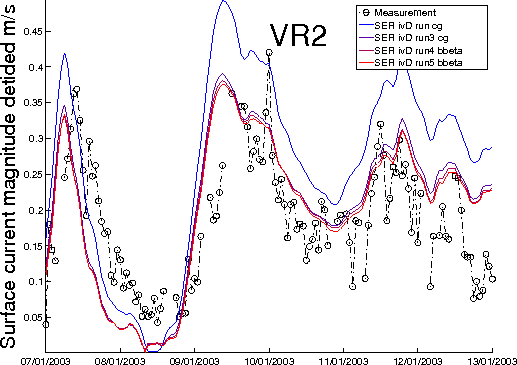 Surface current magnitude detided m/s
0.45
0.4
0.35
0.3
0.25
0.2
0.15
0.1
0.05
0
VR2
Measurement
SER ivD run cg
SER ivD run3 cg
SER ivD run4 bbeta
SER ivD run5 bbeta
07/01/2003 08/01/2003 09/01/2003 10/01/2003 11/01/2003 12/01/2003 13/01/2003